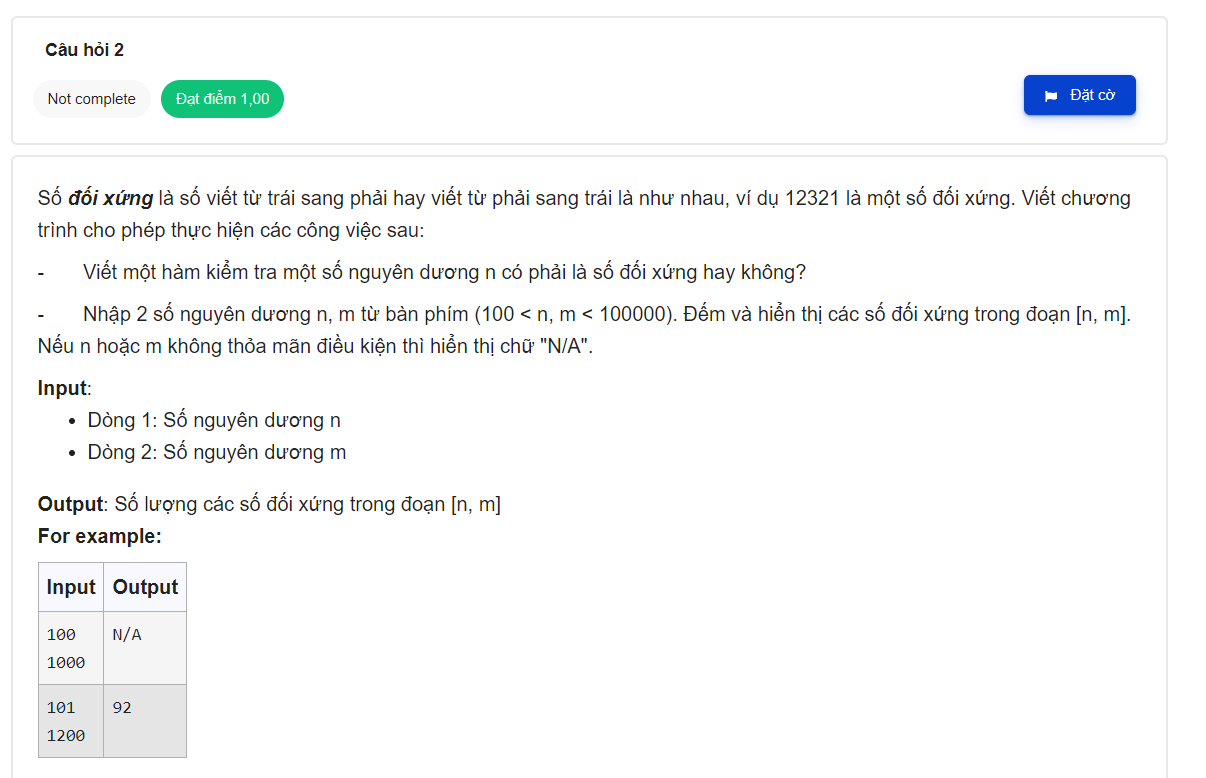 Câu hỏi 2
Not complete
Đạt điểm 1,00
Đặt cờ
Số đối xứng là số viết từ trái sang phải hay viết từ phải sang trái là như nhau, ví dụ 12321 là một số đối xứng. Viết chương
trình cho phép thực hiện các công việc sau:
- Viết một hàm kiểm tra một số nguyên dương n có phải là số đối xứng hay không?
- Nhập 2 số nguyên dương n, m từ bàn phím (100 < n, m < 100000). Đếm và hiển thị các số đối xứng trong đoạn [n, m].
Nếu n hoặc m không thỏa mãn điều kiện thì hiển thị chữ "N/A".
Input:
• Dòng 1: Số nguyên dương n
• Dòng 2: Số nguyên dương m
Output: Số lượng các số đối xứng trong đoạn [n, m]
For example:
Input Output
100 N/A
1000
101 92
1200